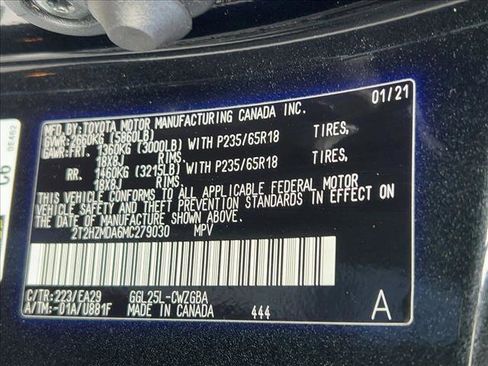 MFD. BY: TOYOTA MOTOR MANUFACTURING CANADA INC. 01/21
GVWR: 2660KG (5860LB)
GAWR: FRT. 1360KG (3000LB) WITH P235/65R18 TIRES,
18X8J RIMS,
RR. 1460KG (3215LB) WITH P235/65R18 TIRES,
18X8J RIMS.
THIS VEHICLE CONFORMS TO ALL APPLICABLE FEDERAL MOTOR
VEHICLE SAFETY AND THEFT PREVENTION STANDARDS IN EFFECT ON
THE DATE OF MANUFACTURE SHOWN ABOVE.
2T2HZMDA6MC279030 MPV
C/TR: 223/EA29 GGL25L-CWZGBA A
A/TM: -01A/U881F MADE IN CANADA 444